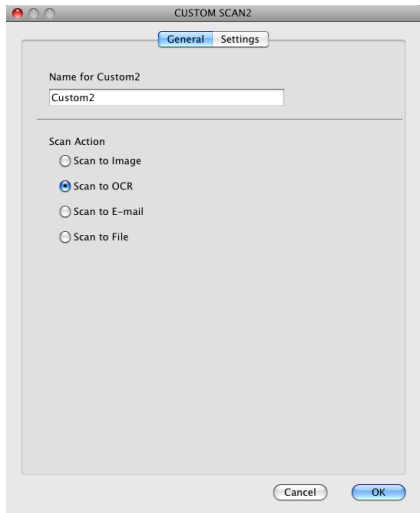 CUSTOM SCAN2
General Settings
Name for Custom2
Custom2
Scan Action
Scan to Image
Scan to OCR
Scan to E-mail
Scan to File
Cancel OK